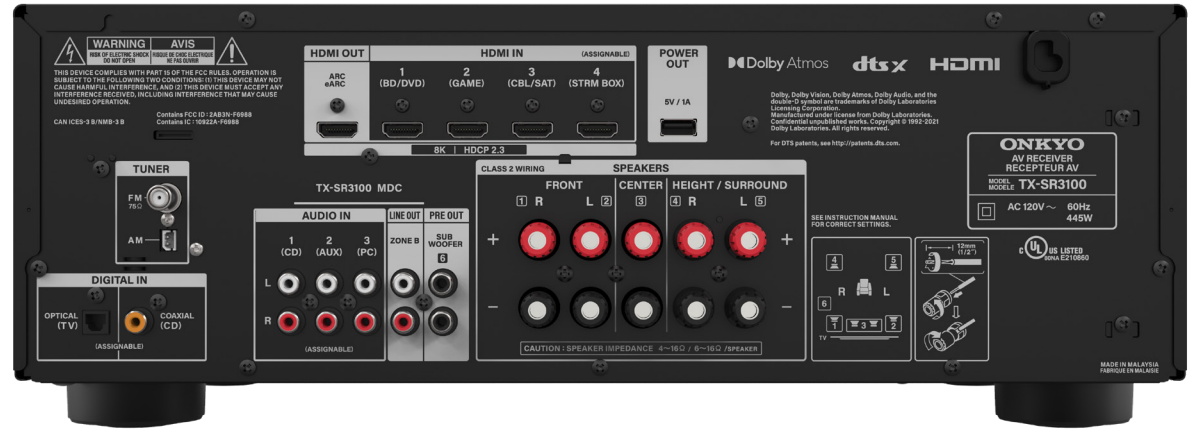 WARNING
RISK OF ELECTRIC SHOCK
DO NOT OPEN
AVIS
RISQUE DE CHOC ELECTRIQUE
NE PAS OUVRIR
THIS DEVICE COMPLIES WITH PART 15 OF THE FCC RULES. OPERATION IS
SUBJECT TO THE FOLLOWING TWO CONDITIONS: (1) THIS DEVICE MAY NOT
CAUSE HARMFUL INTERFERENCE, AND (2) THIS DEVICE MUST ACCEPT ANY
INTERFERENCE RECEIVED, INCLUDING INTERFERENCE THAT MAY CAUSE
UNDESIRED OPERATION.
CAN ICES-3 B/NMB-3 B
Contains FCC ID : 2AB3N-F6988
Contains IC : 10922A-F6988
HDMI OUT
ARC
eARC
HDMI IN
(ASSIGNABLE)
1
(BD/DVD)
2
(GAME)
3
(CBL/SAT)
4
(STRM BOX)
8K | HDCP 2.3
POWER
OUT
5V / 1A
Dolby Atmos
dts x
HDMI
Dolby, Dolby Vision, Dolby Atmos, Dolby Audio, and the
double-D symbol are trademarks of Dolby Laboratories
Licensing Corporation.
Manufactured under license from Dolby Laboratories.
Confidential unpublished works. Copyright © 1992-2021
Dolby Laboratories. All rights reserved.
For DTS patents, see http://patents.dts.com.
ONKYO
AV RECEIVER
RECEPTEUR AV
MODEL
MODELE TX-SR3100
AC 120V ~ 60Hz
445W
C UL US LISTED
90NA E210860
TUNER
FM
75Ω
AM
DIGITAL IN
OPTICAL
(TV)
COAXIAL
(CD)
(ASSIGNABLE)
TX-SR3100 MDC
AUDIO IN
1
(CD)
2
(AUX)
3
(PC)
L
R
(ASSIGNABLE)
LINE OUT
ZONE B
PRE OUT
SUB
WOOFER
6
CLASS 2 WIRING
SPEAKERS
FRONT
1 R
L 2
CENTER
3
HEIGHT / SURROUND
4 R
L 5
+ +
– –
CAUTION : SPEAKER IMPEDANCE 4~16Ω / 6~16Ω /SPEAKER
SEE INSTRUCTION MANUAL
FOR CORRECT SETTINGS.
4 5
R L
6
1 3 2
TV
12mm
(1/2")
MADE IN MALAYSIA
FABRIQUE EN MALAISIE